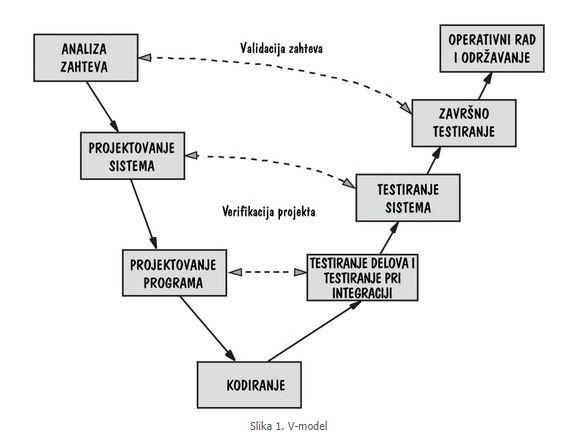 ANALIZA
ZAHTEVA
Validacija zahteva
OPERATIVNI RAD
I ODRŽAVANJE
ZAVRŠNO
TESTIRANJE
PROJEKTOVANJE
SISTEMA
TESTIRANJE
SISTEMA
Verifikacija projekta
PROJEKTOVANJE
PROGRAMA
TESTIRANJE DELOVA I
TESTIRANJE PRI
INTEGRACIJI
KODIRANJE
Slika 1. V-model